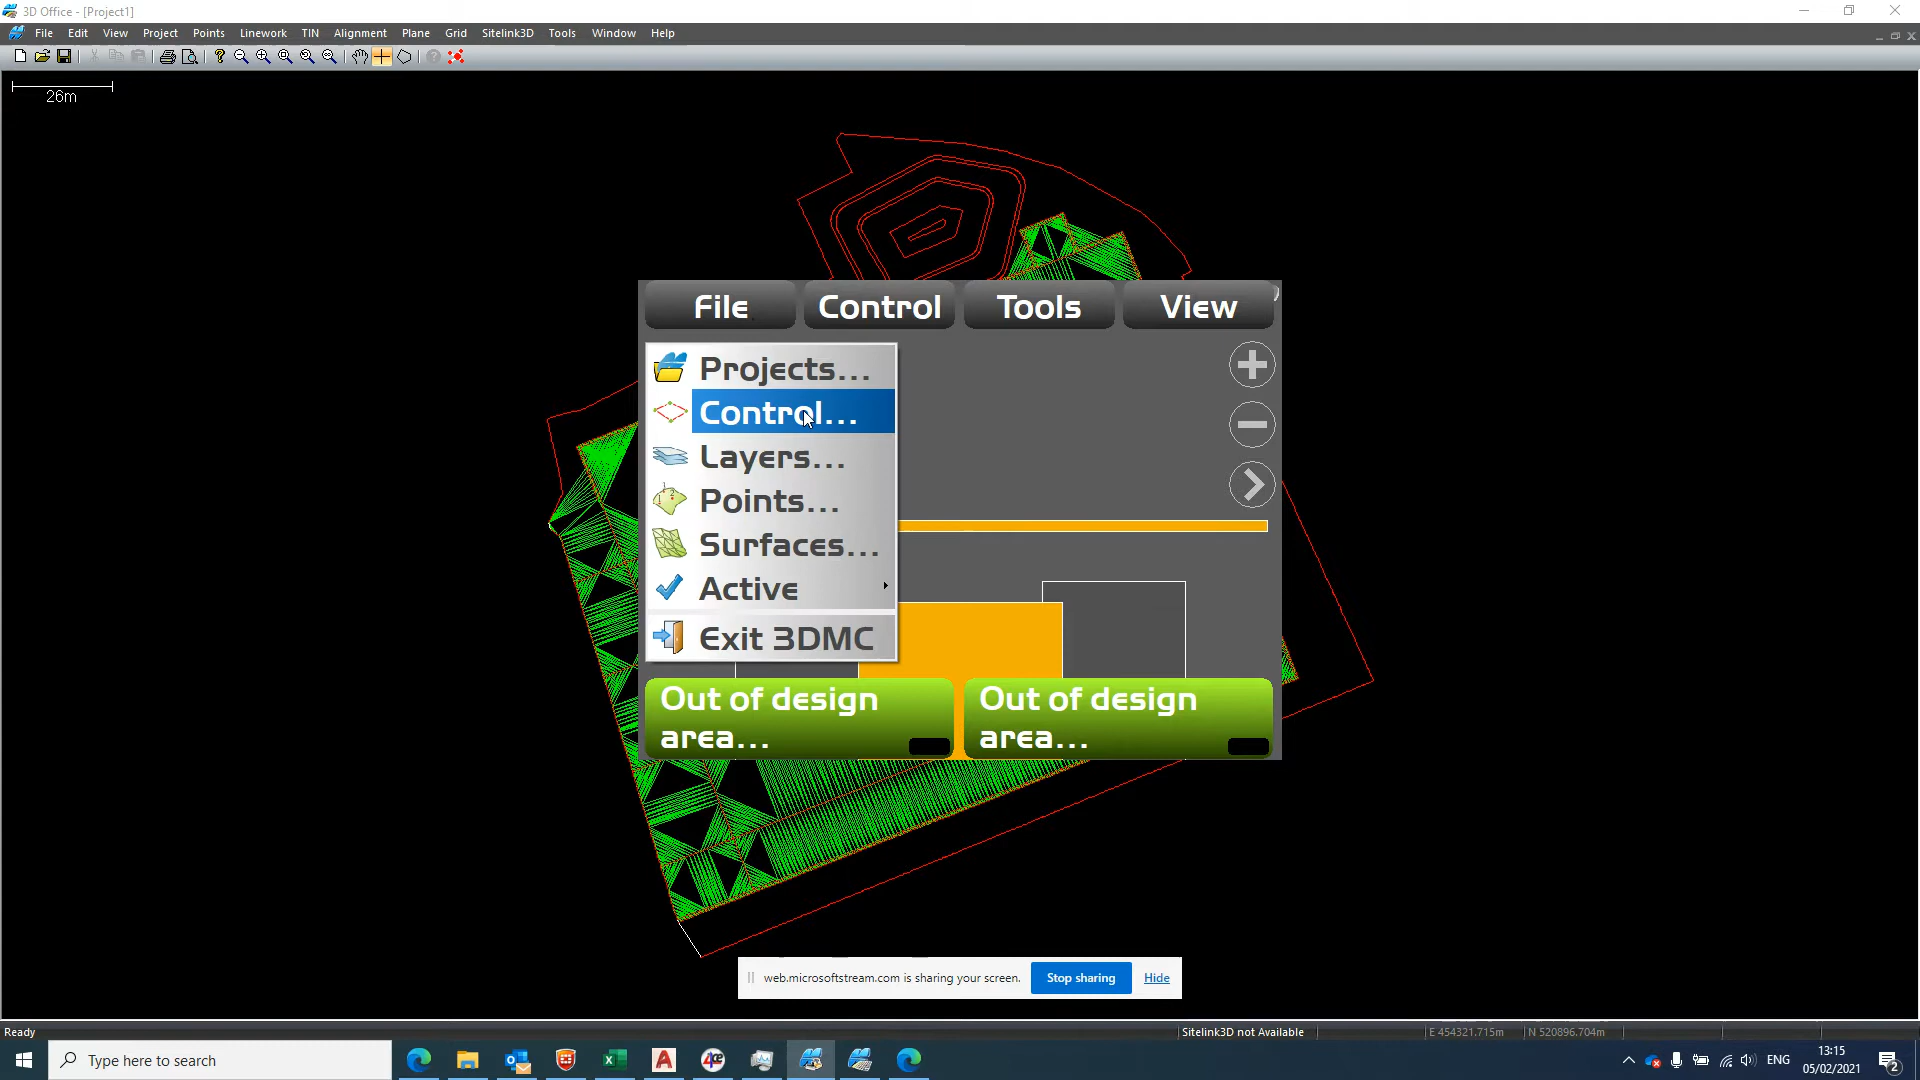 3D Office - [Project1]
File Edit View Project Points Linework TIN Alignment Plane Grid Sitelink3D Tools Window Help
26m
File Control Tools View
Projects...
Control...
Layers...
Points...
Surfaces...
Active
Exit 3DMC
Out of design area...
Out of design area...
web.microsoftstream.com is sharing your screen. Stop sharing Hide
Ready Sitelink3D not Available E 454321.715m N 520896.704m
Type here to search ENG 13:15
05/02/2021 2